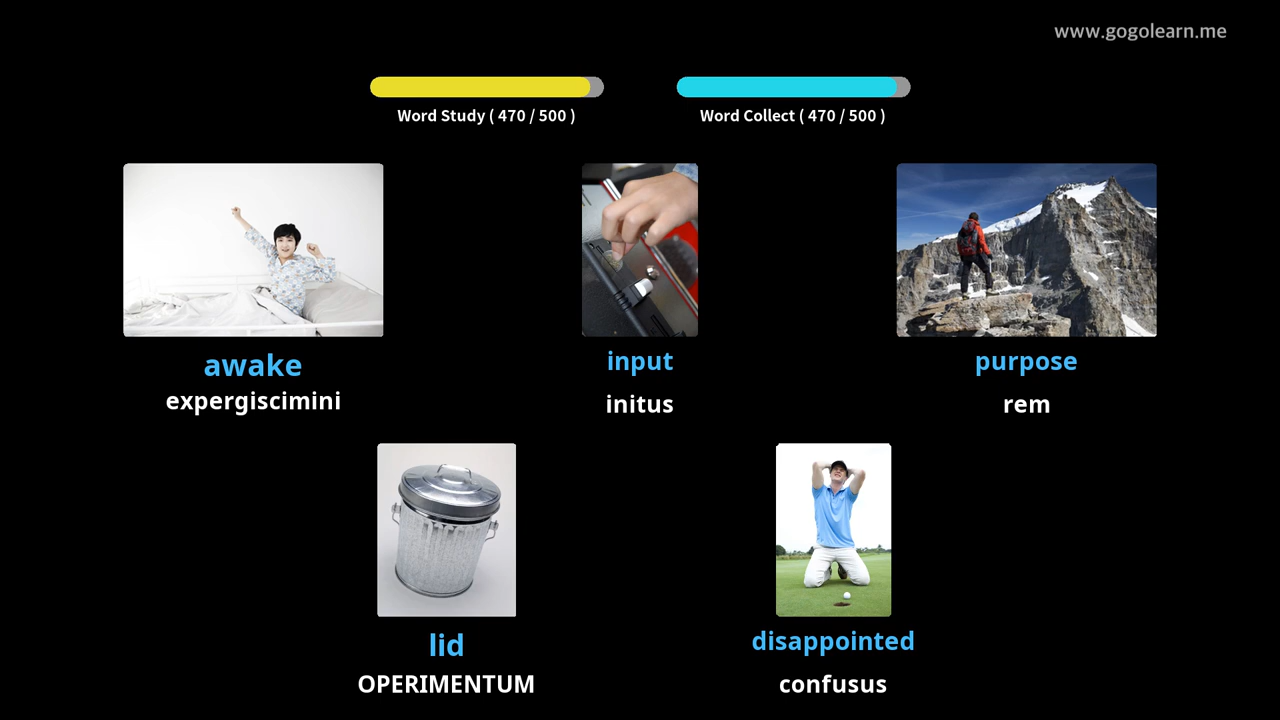 www.gogolearn.me
Word Study ( 470 / 500 )
Word Collect ( 470 / 500 )
awake
expergiscimini
input
initus
purpose
rem
lid
OPERIMENTUM
disappointed
confusus